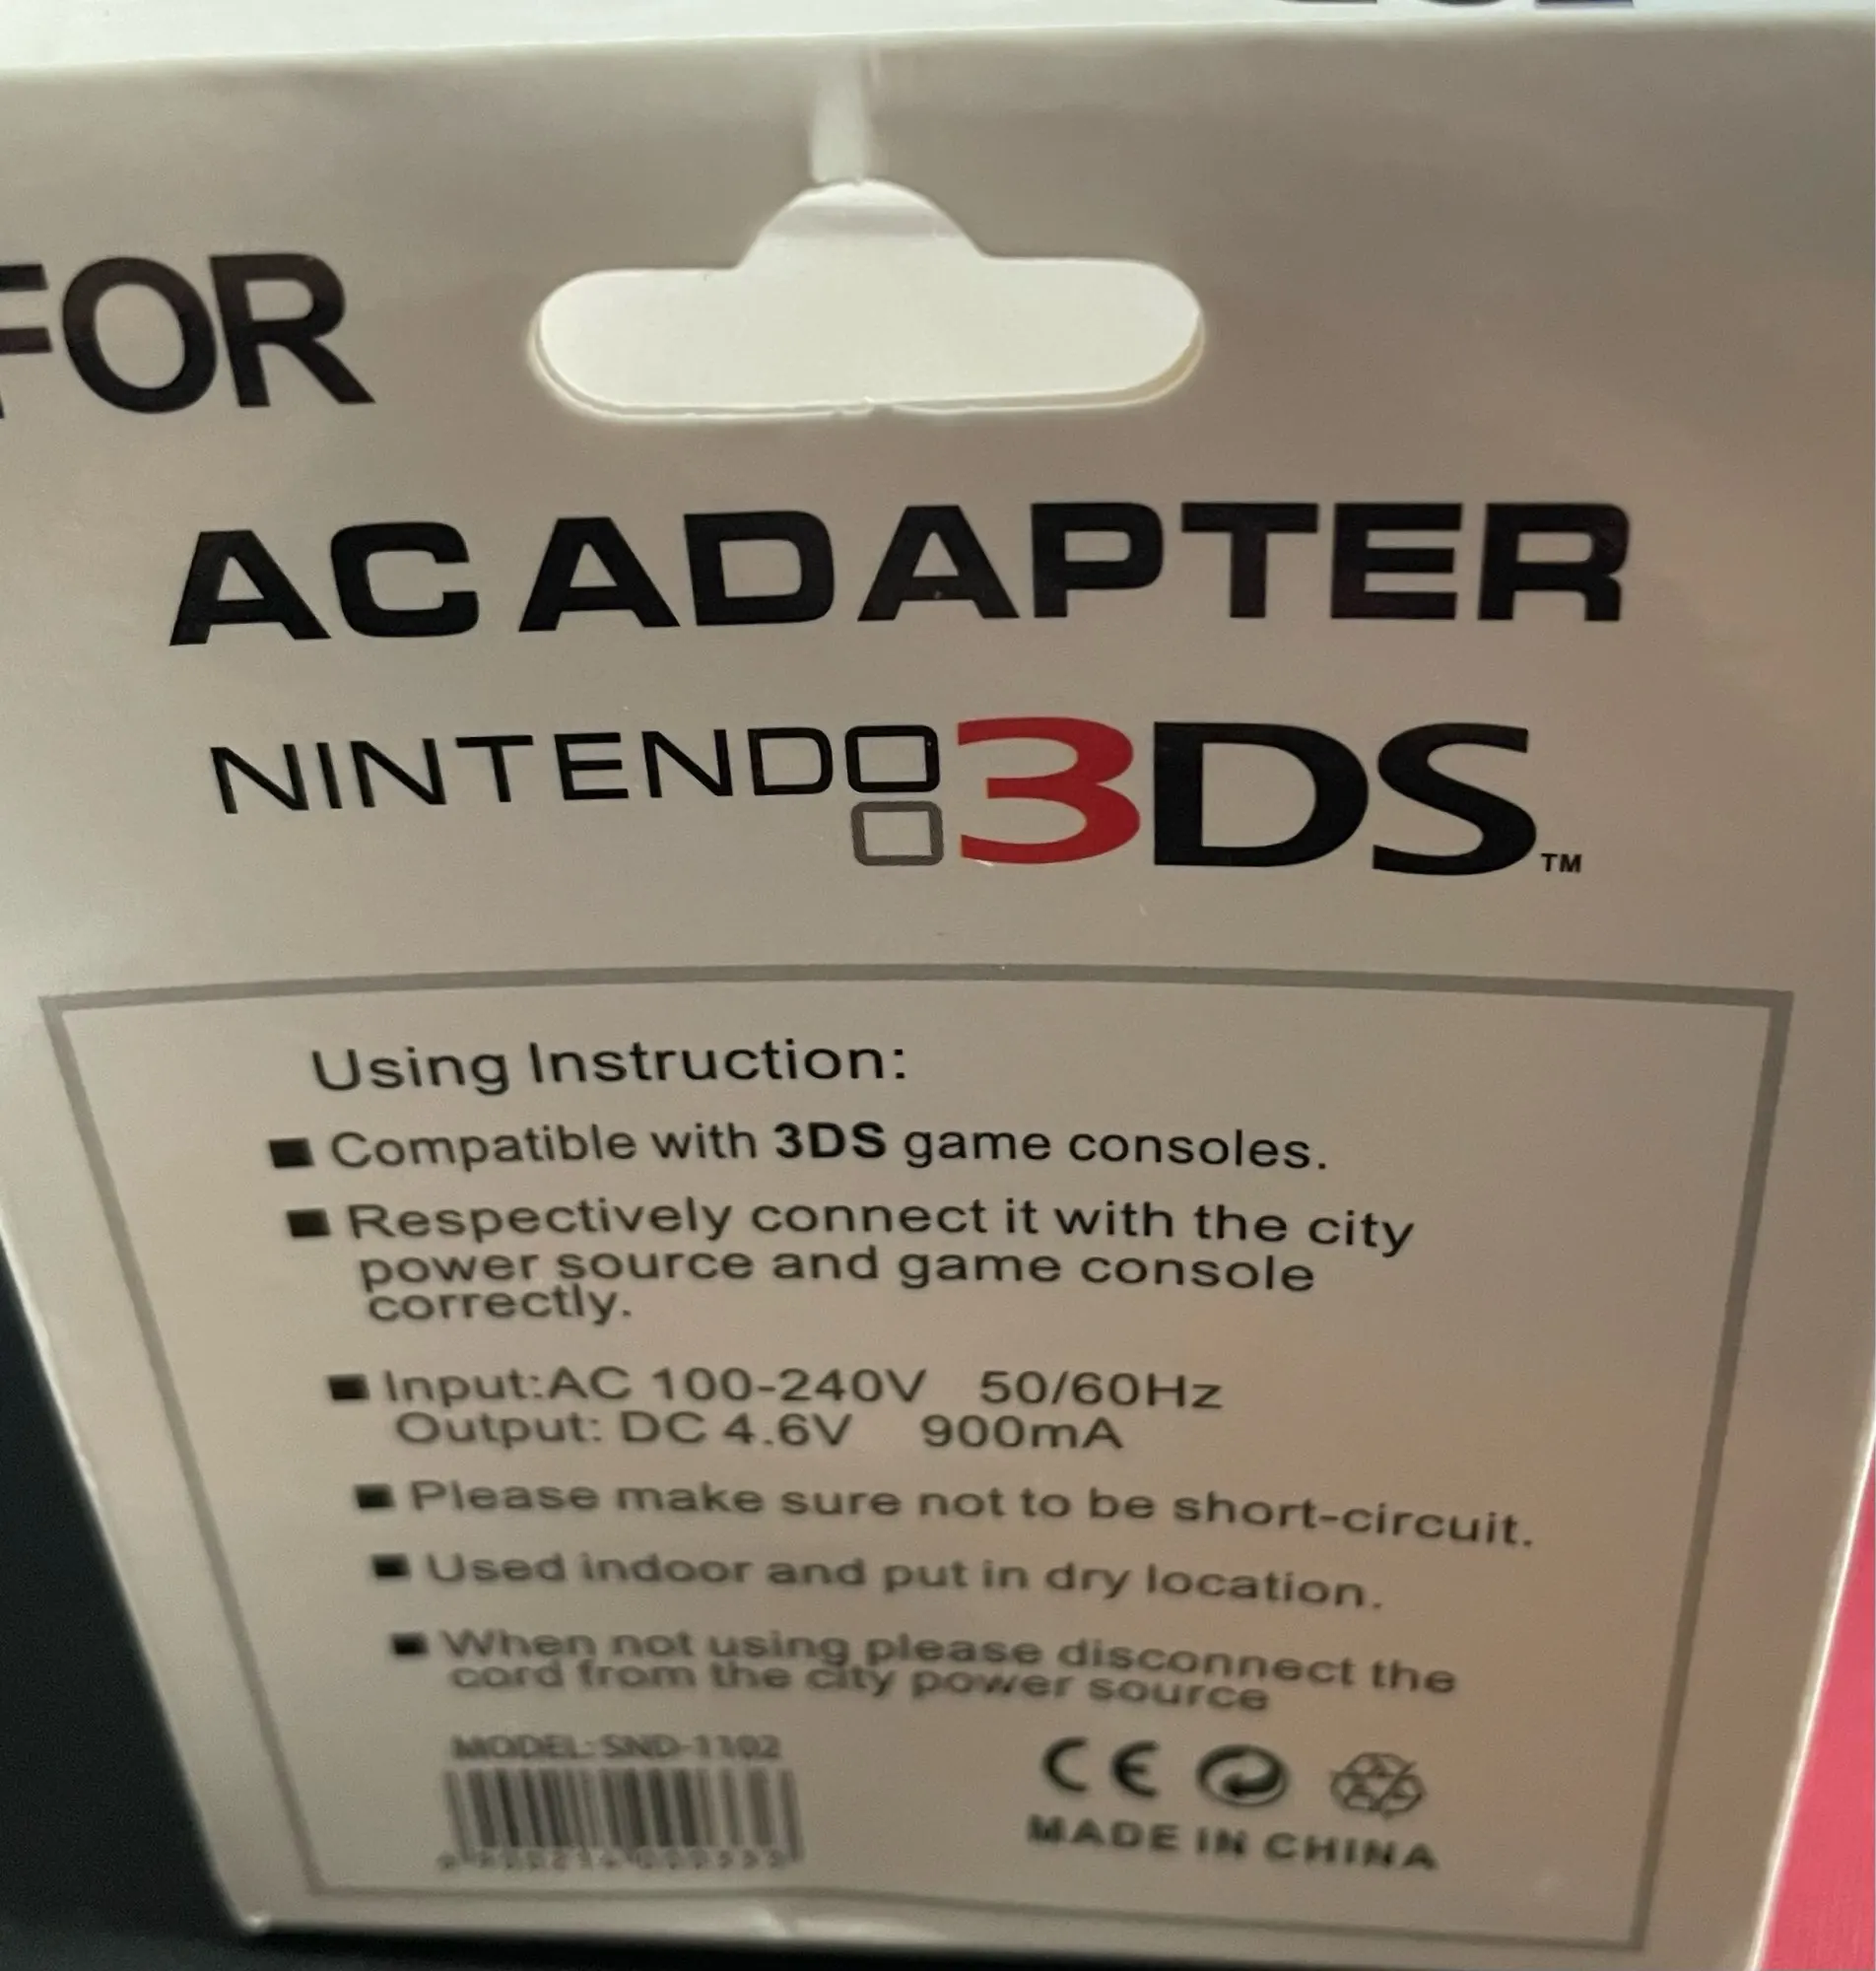 FOR
AC ADAPTER
NINTENDO 3DS TM
Using Instruction:
■ Compatible with 3DS game consoles.
■ Respectively connect it with the city
power source and game console
correctly.
■ Input:AC 100-240V 50/60Hz
Output: DC 4.6V 900mA
■ Please make sure not to be short-circuit.
■ Used indoor and put in dry location.
■ When not using please disconnect the
cord from the city power source
MODEL:SND-1102
CE
MADE IN CHINA